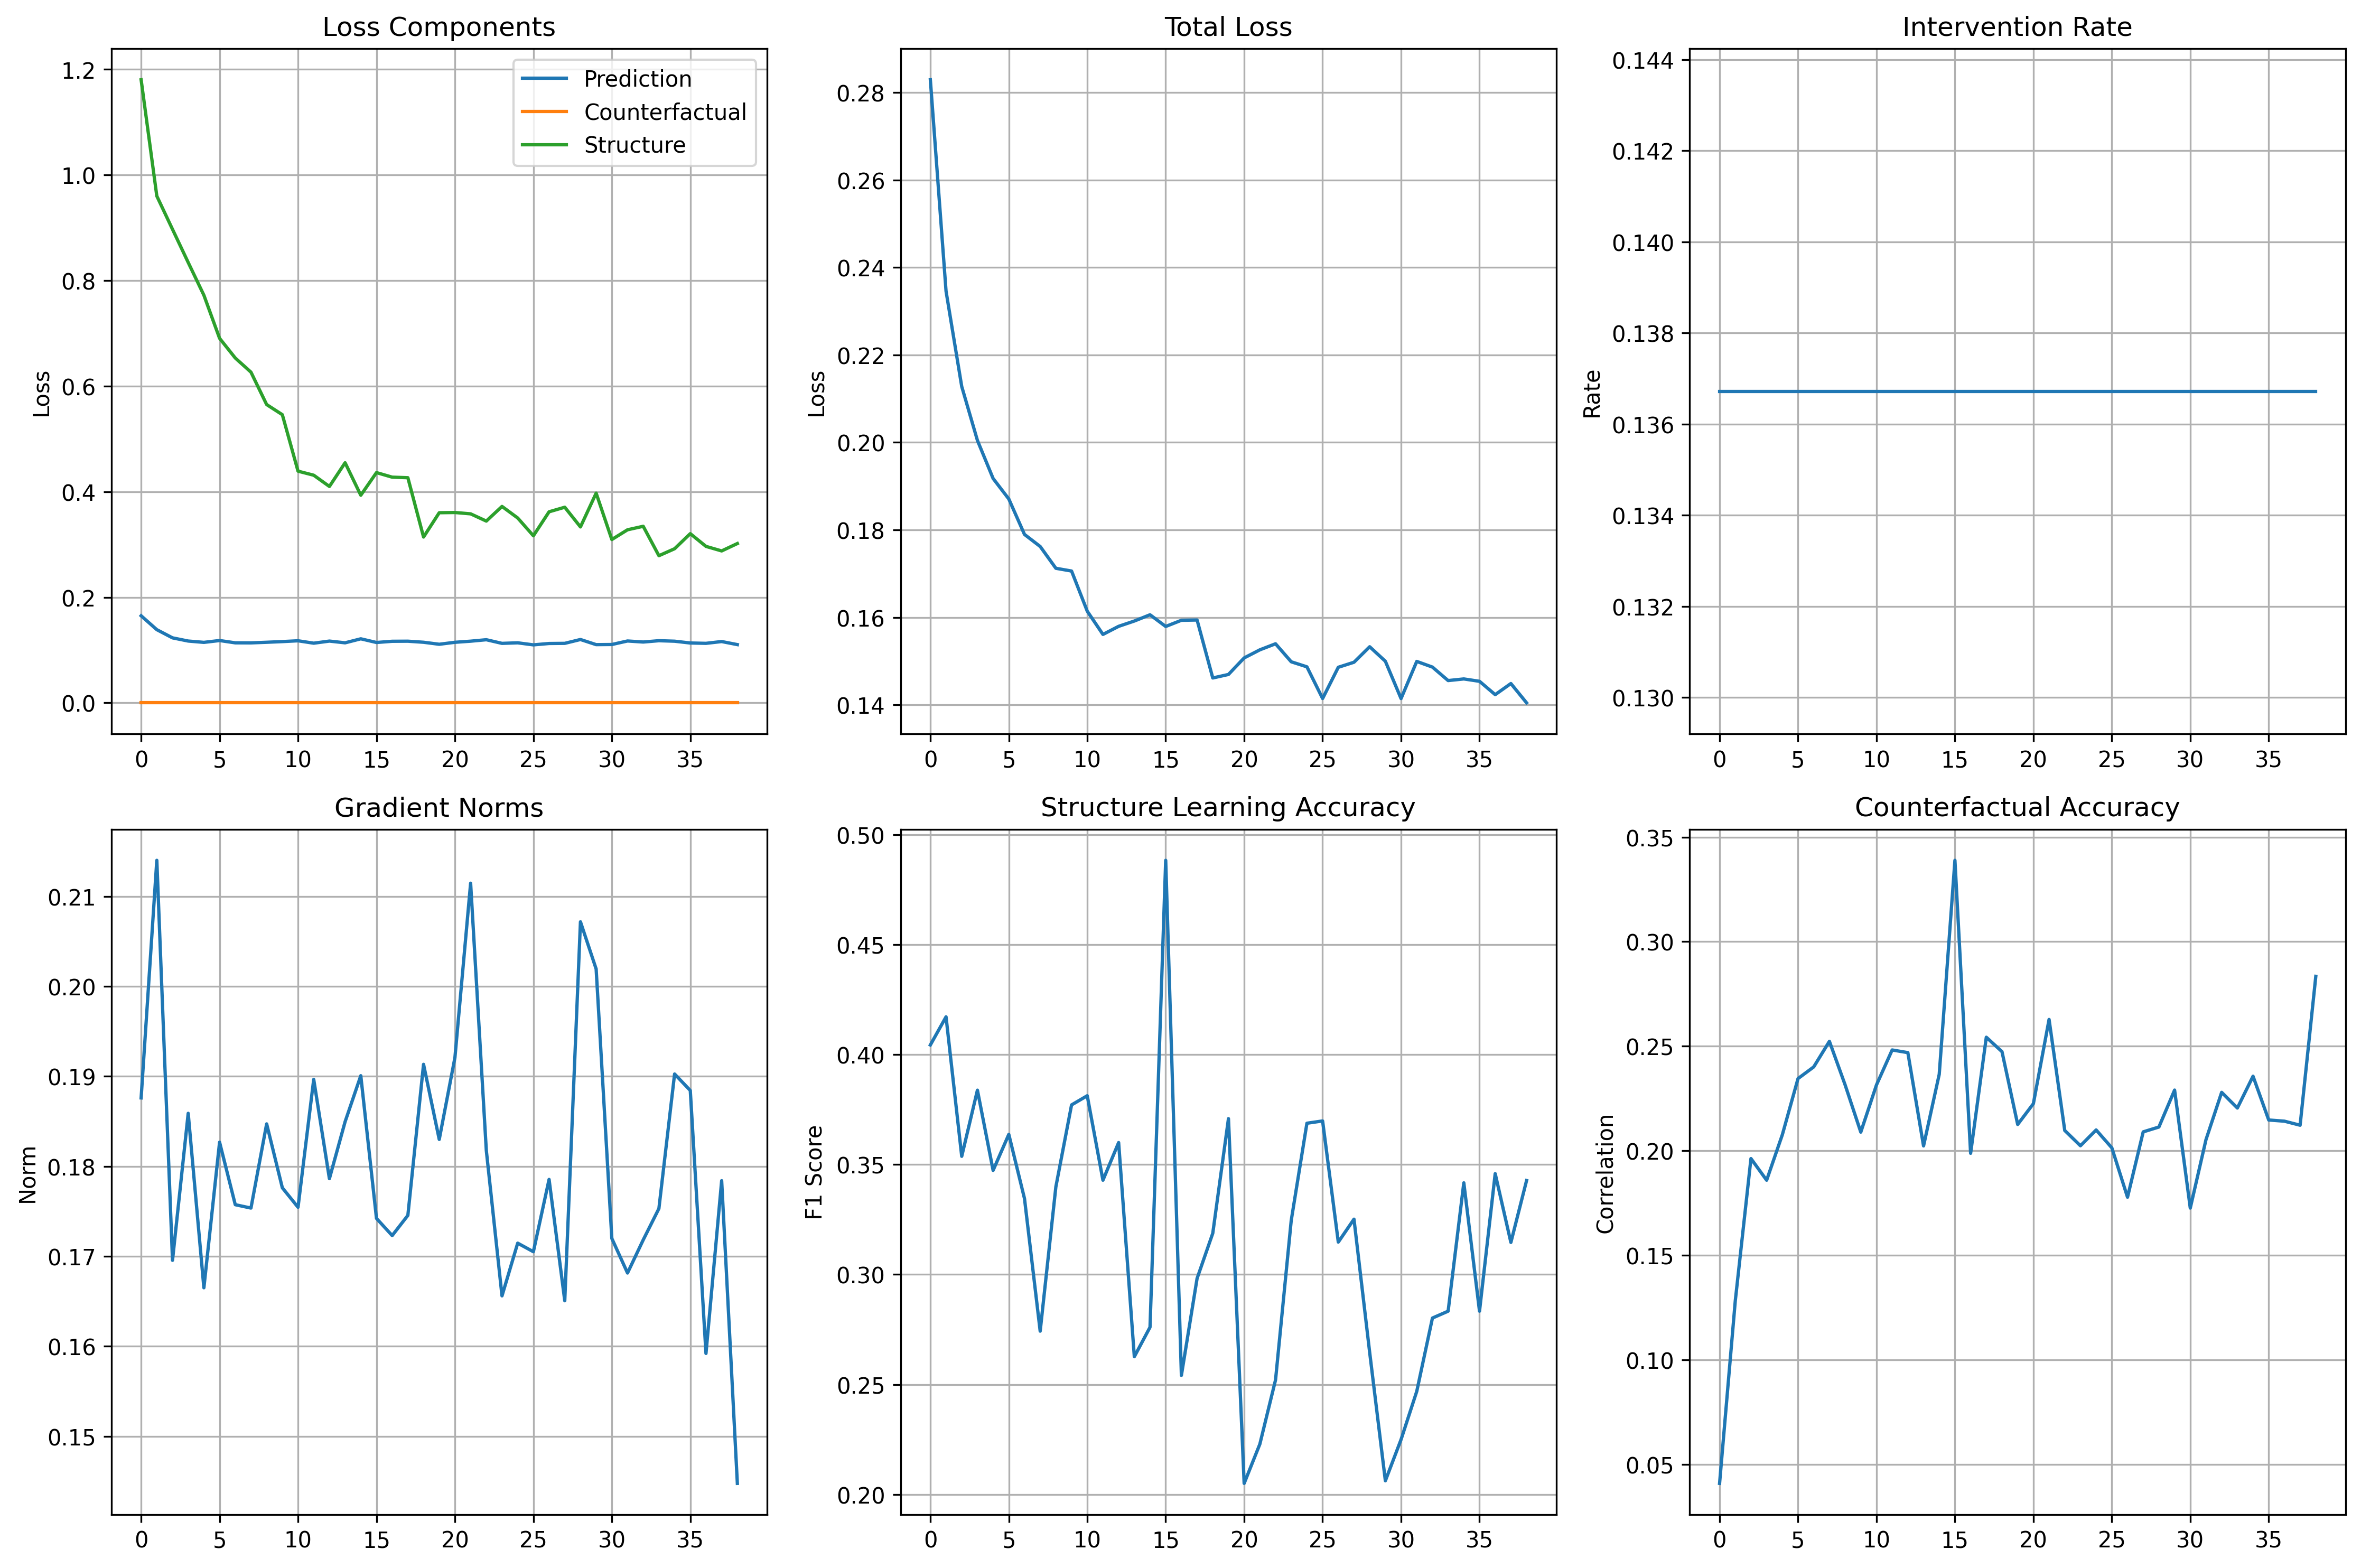 Loss Components
Loss
1.2
1.0
0.8
0.6
0.4
0.2
0.0
Prediction
Counterfactual
Structure
0 5 10 15 20 25 30 35
Total Loss
Loss
0.28
0.26
0.24
0.22
0.20
0.18
0.16
0.14
0 5 10 15 20 25 30 35
Intervention Rate
Rate
0.144
0.142
0.140
0.138
0.136
0.134
0.132
0.130
0 5 10 15 20 25 30 35
Gradient Norms
Norm
0.21
0.20
0.19
0.18
0.17
0.16
0.15
0 5 10 15 20 25 30 35
Structure Learning Accuracy
F1 Score
0.50
0.45
0.40
0.35
0.30
0.25
0.20
0 5 10 15 20 25 30 35
Counterfactual Accuracy
Correlation
0.35
0.30
0.25
0.20
0.15
0.10
0.05
0 5 10 15 20 25 30 35